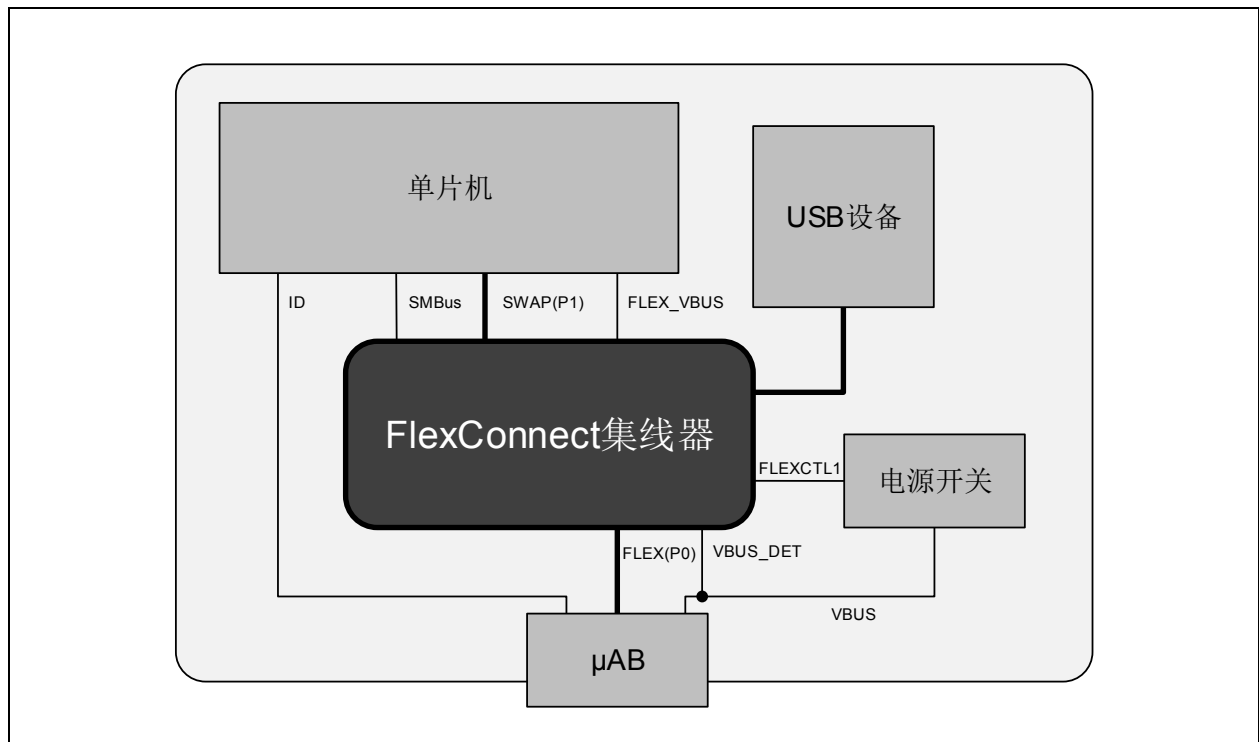 单片机
USB设备
ID
SMBus
SWAP(P1)
FLEX_VBUS
FlexConnect集线器
FLEXCTL1
电源开关
FLEX(P0)
VBUS_DET
VBUS
µAB